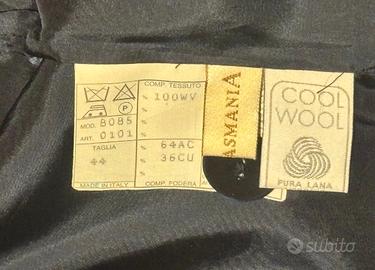 COMP. TESSUTO
% 100WV
%
%
MOD. 8085
ART. 0101
TAGLIA
44
% 64AC
% 36CU
%
MADE IN ITALY
COMP. FODERA
P
ASMANIA
COOL
WOOL
PURA LANA
subito